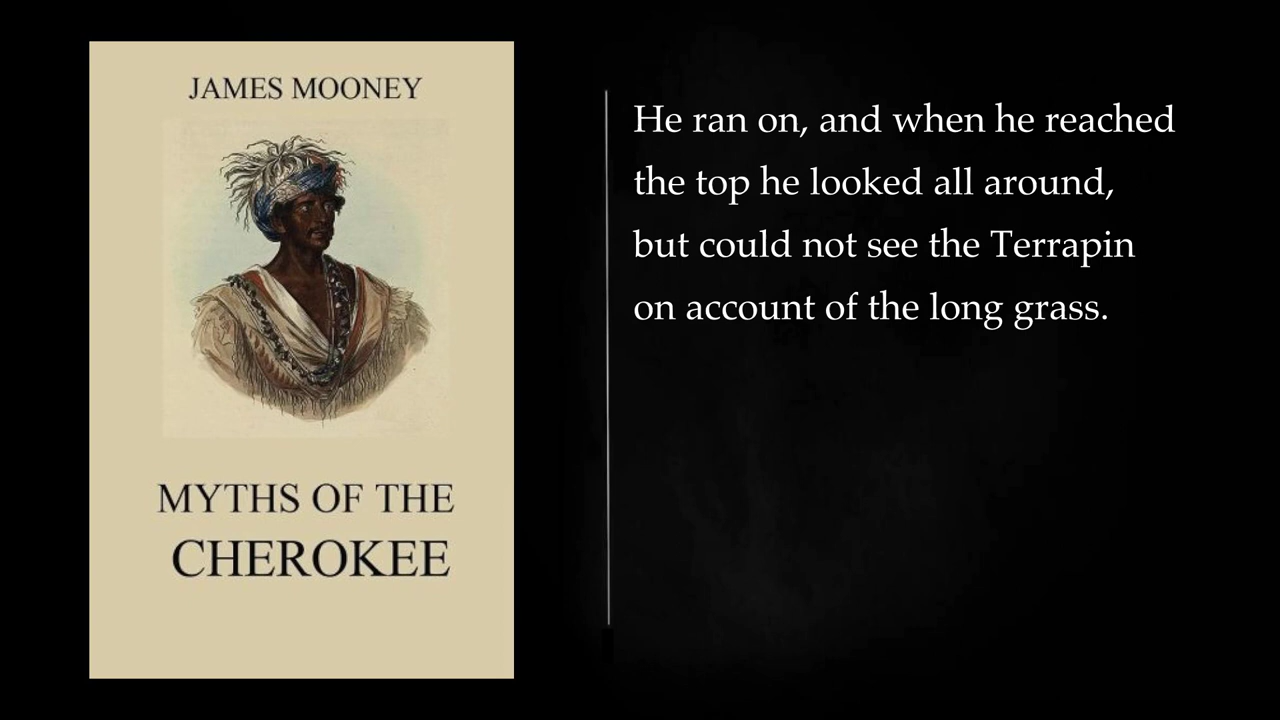 JAMES MOONEY
MYTHS OF THE
CHEROKEE
He ran on, and when he reached
the top he looked all around,
but could not see the Terrapin
on account of the long grass.